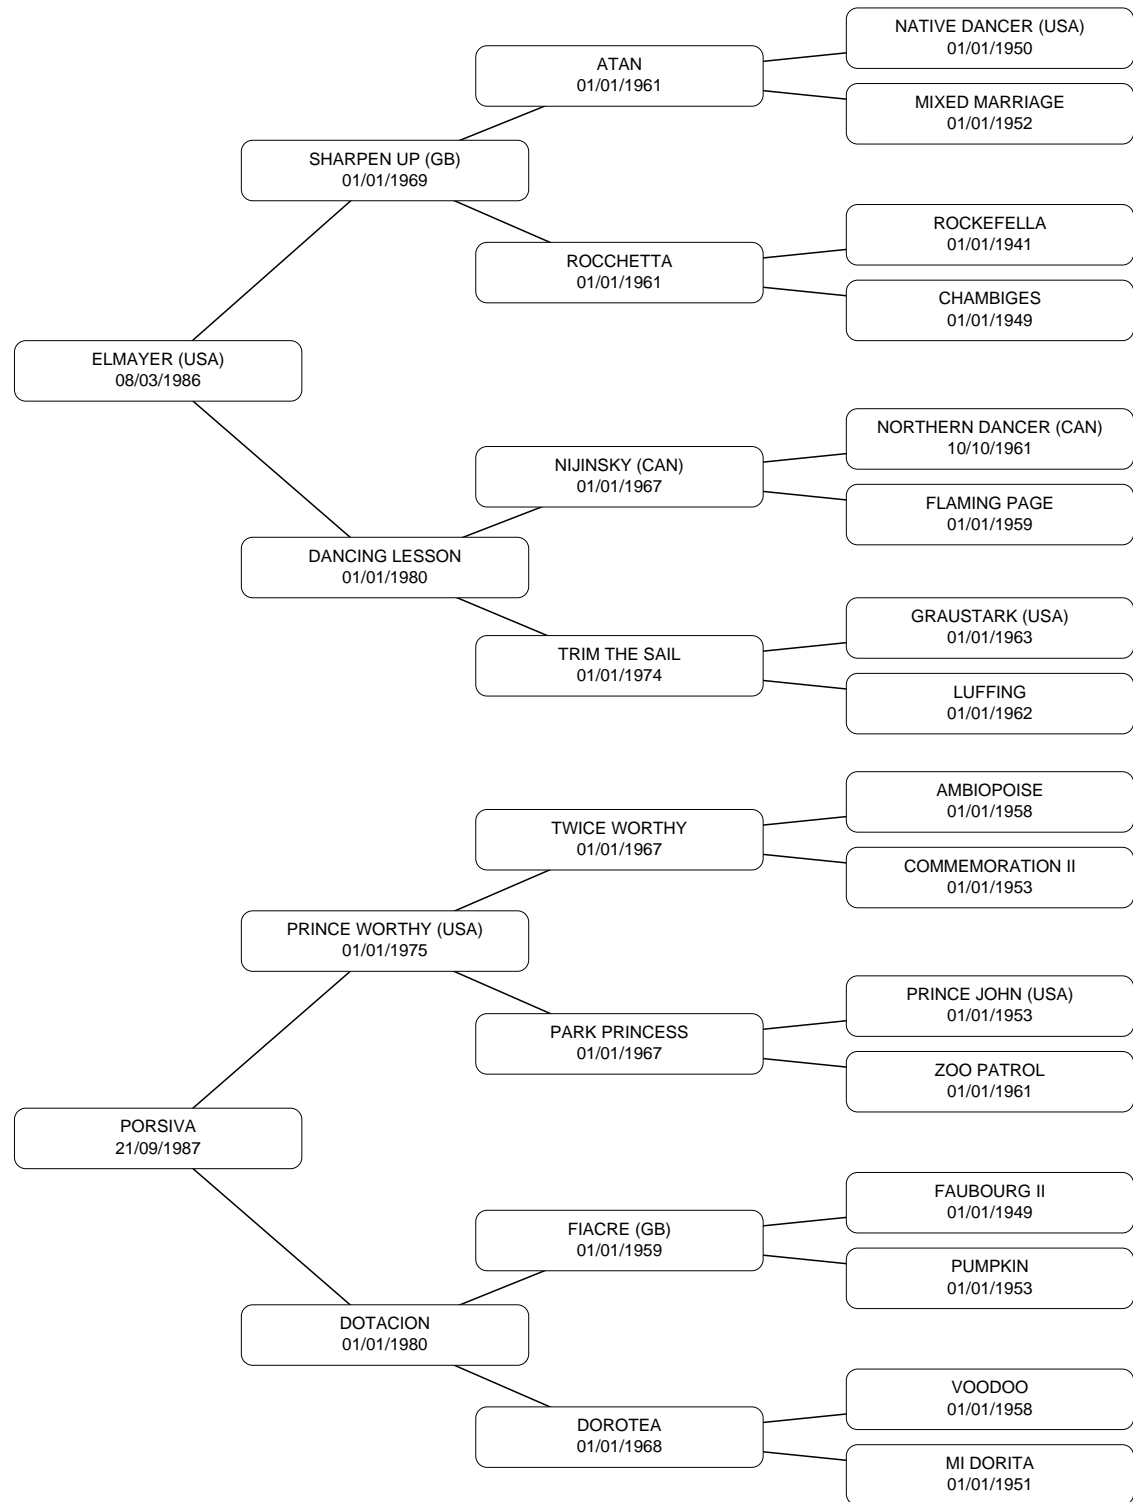 NATIVE DANCER (USA)
01/01/1950
ATAN
01/01/1961
MIXED MARRIAGE
01/01/1952
SHARPEN UP (GB)
01/01/1969
ROCKEFELLA
01/01/1941
ROCCHETTA
01/01/1961
CHAMBIGES
01/01/1949
ELMAYER (USA)
08/03/1986
NORTHERN DANCER (CAN)
10/10/1961
NIJINSKY (CAN)
01/01/1967
FLAMING PAGE
01/01/1959
DANCING LESSON
01/01/1980
GRAUSTARK (USA)
01/01/1963
TRIM THE SAIL
01/01/1974
LUFFING
01/01/1962
AMBIOPOISE
01/01/1958
TWICE WORTHY
01/01/1967
COMMEMORATION II
01/01/1953
PRINCE WORTHY (USA)
01/01/1975
PRINCE JOHN (USA)
01/01/1953
PARK PRINCESS
01/01/1967
ZOO PATROL
01/01/1961
PORSIVA
21/09/1987
FAUBOURG II
01/01/1949
FIACRE (GB)
01/01/1959
PUMPKIN
01/01/1953
DOTACION
01/01/1980
VOODOO
01/01/1958
DOROTEA
01/01/1968
MI DORITA
01/01/1951